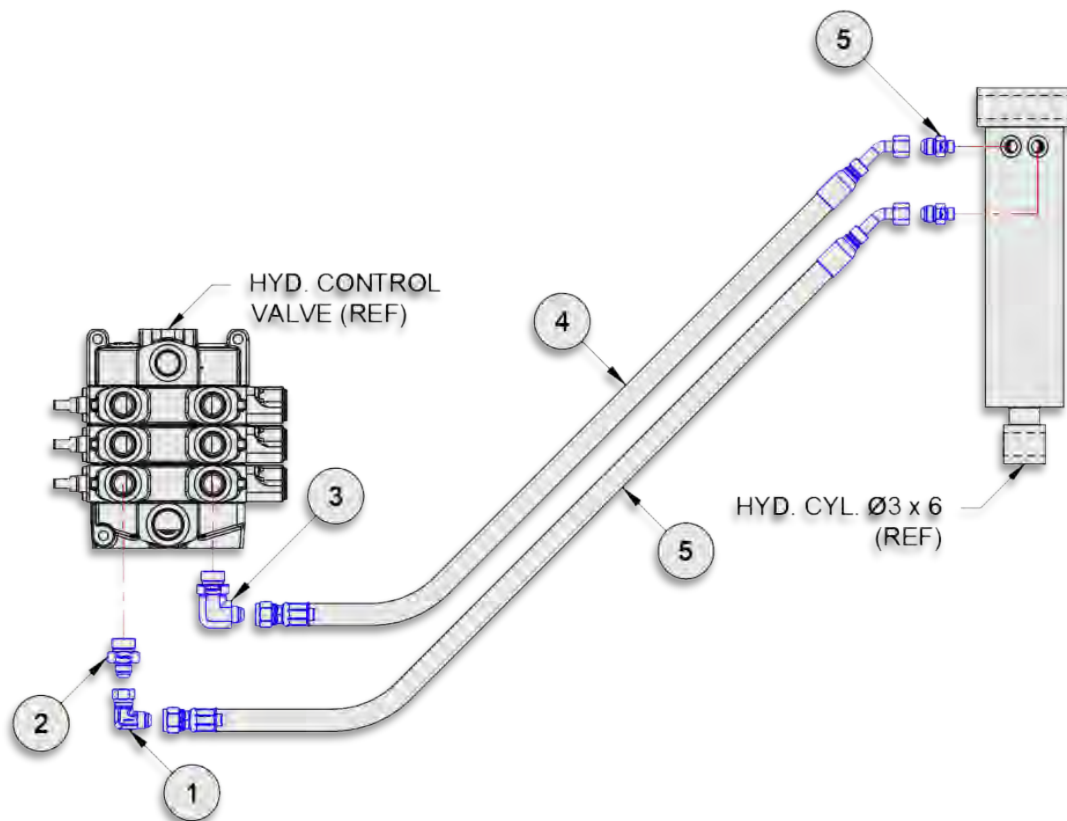 5
HYD. CONTROL
VALVE (REF)
4
3
HYD. CYL. Ø3 x 6
(REF)
5
2
1